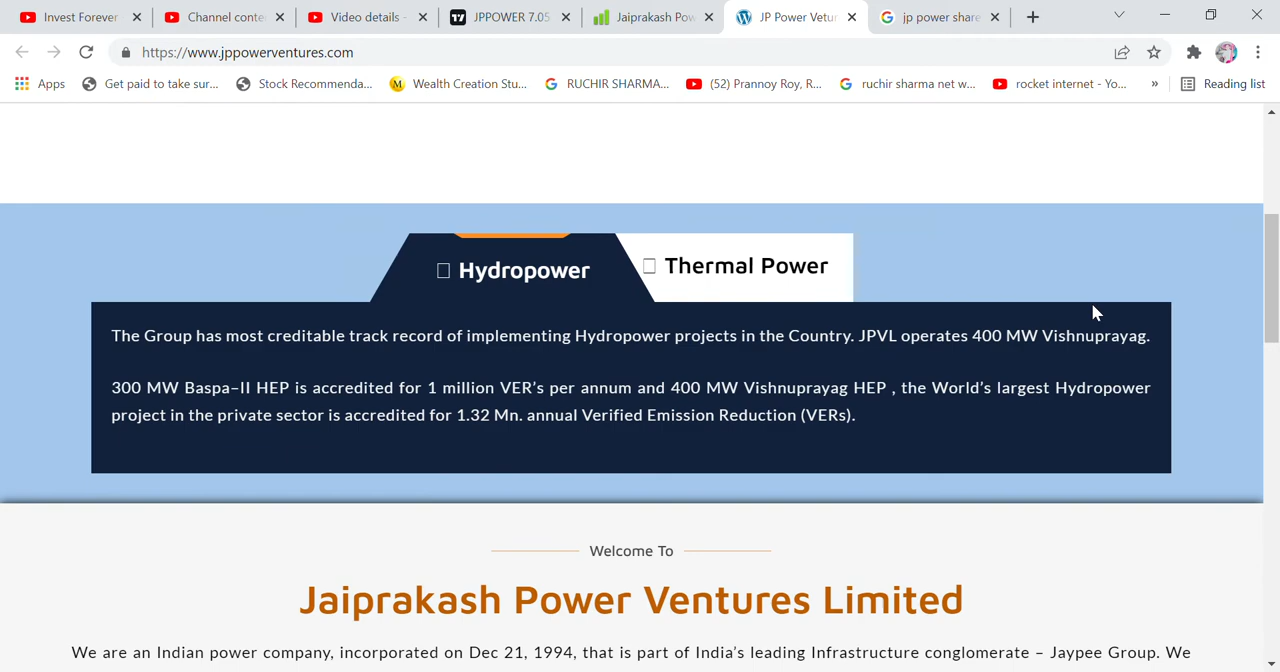 Invest Forever
Channel conte
Video details -
JPPOWER 7.05
Jaiprakash Pow
JP Power Vetur
jp power share
https://www.jppowerventures.com
Apps
Get paid to take sur...
Stock Recommenda...
Wealth Creation Stu...
RUCHIR SHARMA...
(52) Prannoy Roy, R...
ruchir sharma net w...
rocket internet - Yo...
»
Reading list
Hydropower
Thermal Power
The Group has most creditable track record of implementing Hydropower projects in the Country. JPVL operates 400 MW Vishnuprayag.
300 MW Baspa–II HEP is accredited for 1 million VER's per annum and 400 MW Vishnuprayag HEP , the World's largest Hydropower
project in the private sector is accredited for 1.32 Mn. annual Verified Emission Reduction (VERs).
Welcome To
Jaiprakash Power Ventures Limited
We are an Indian power company, incorporated on Dec 21, 1994, that is part of India's leading Infrastructure conglomerate – Jaypee Group. We